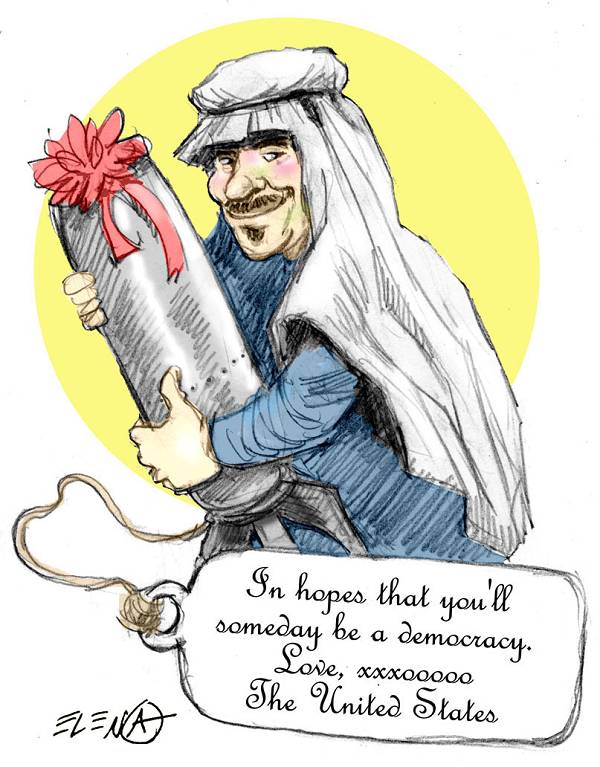 In hopes that you'll
someday be a democracy.
Love, xxxooooo
The United States
ELENA